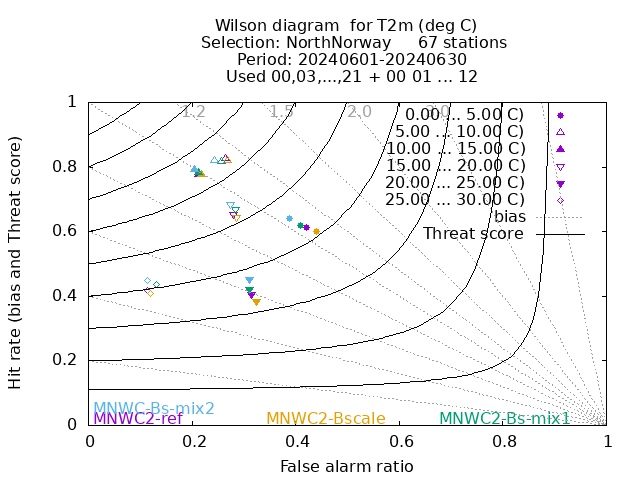 Wilson diagram  for T2m (deg C)
Selection: NorthNorway     67 stations
Period: 20240601-20240630
Used 00,03,...,21 + 00 01 ... 12
1.2 1.5 2.0 3.0
0.00 ... 5.00 C)
5.00 ... 10.00 C)
10.00 ... 15.00 C)
15.00 ... 20.00 C)
20.00 ... 25.00 C)
25.00 ... 30.00 C)
bias
Threat score
1
0.8
0.6
0.4
0.2
0
Hit rate (bias and Threat score)
MNWC-Bs-mix2
MNWC2-ref MNWC2-Bscale MNWC2-Bs-mix1
0 0.2 0.4 0.6 0.8 1
False alarm ratio